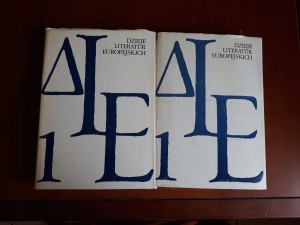 DZIEJE
LITERATUR
EUROPEJSKICH
Δ L
1 E
DZIEJE
LITERATUR
EUROPEJSKICH
Δ L
1 E